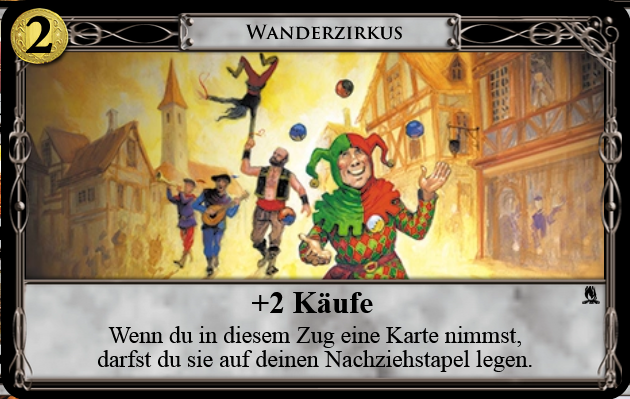 2
WANDERZIRKUS
+2 Käufe
Wenn du in diesem Zug eine Karte nimmst,
darfst du sie auf deinen Nachziehstapel legen.